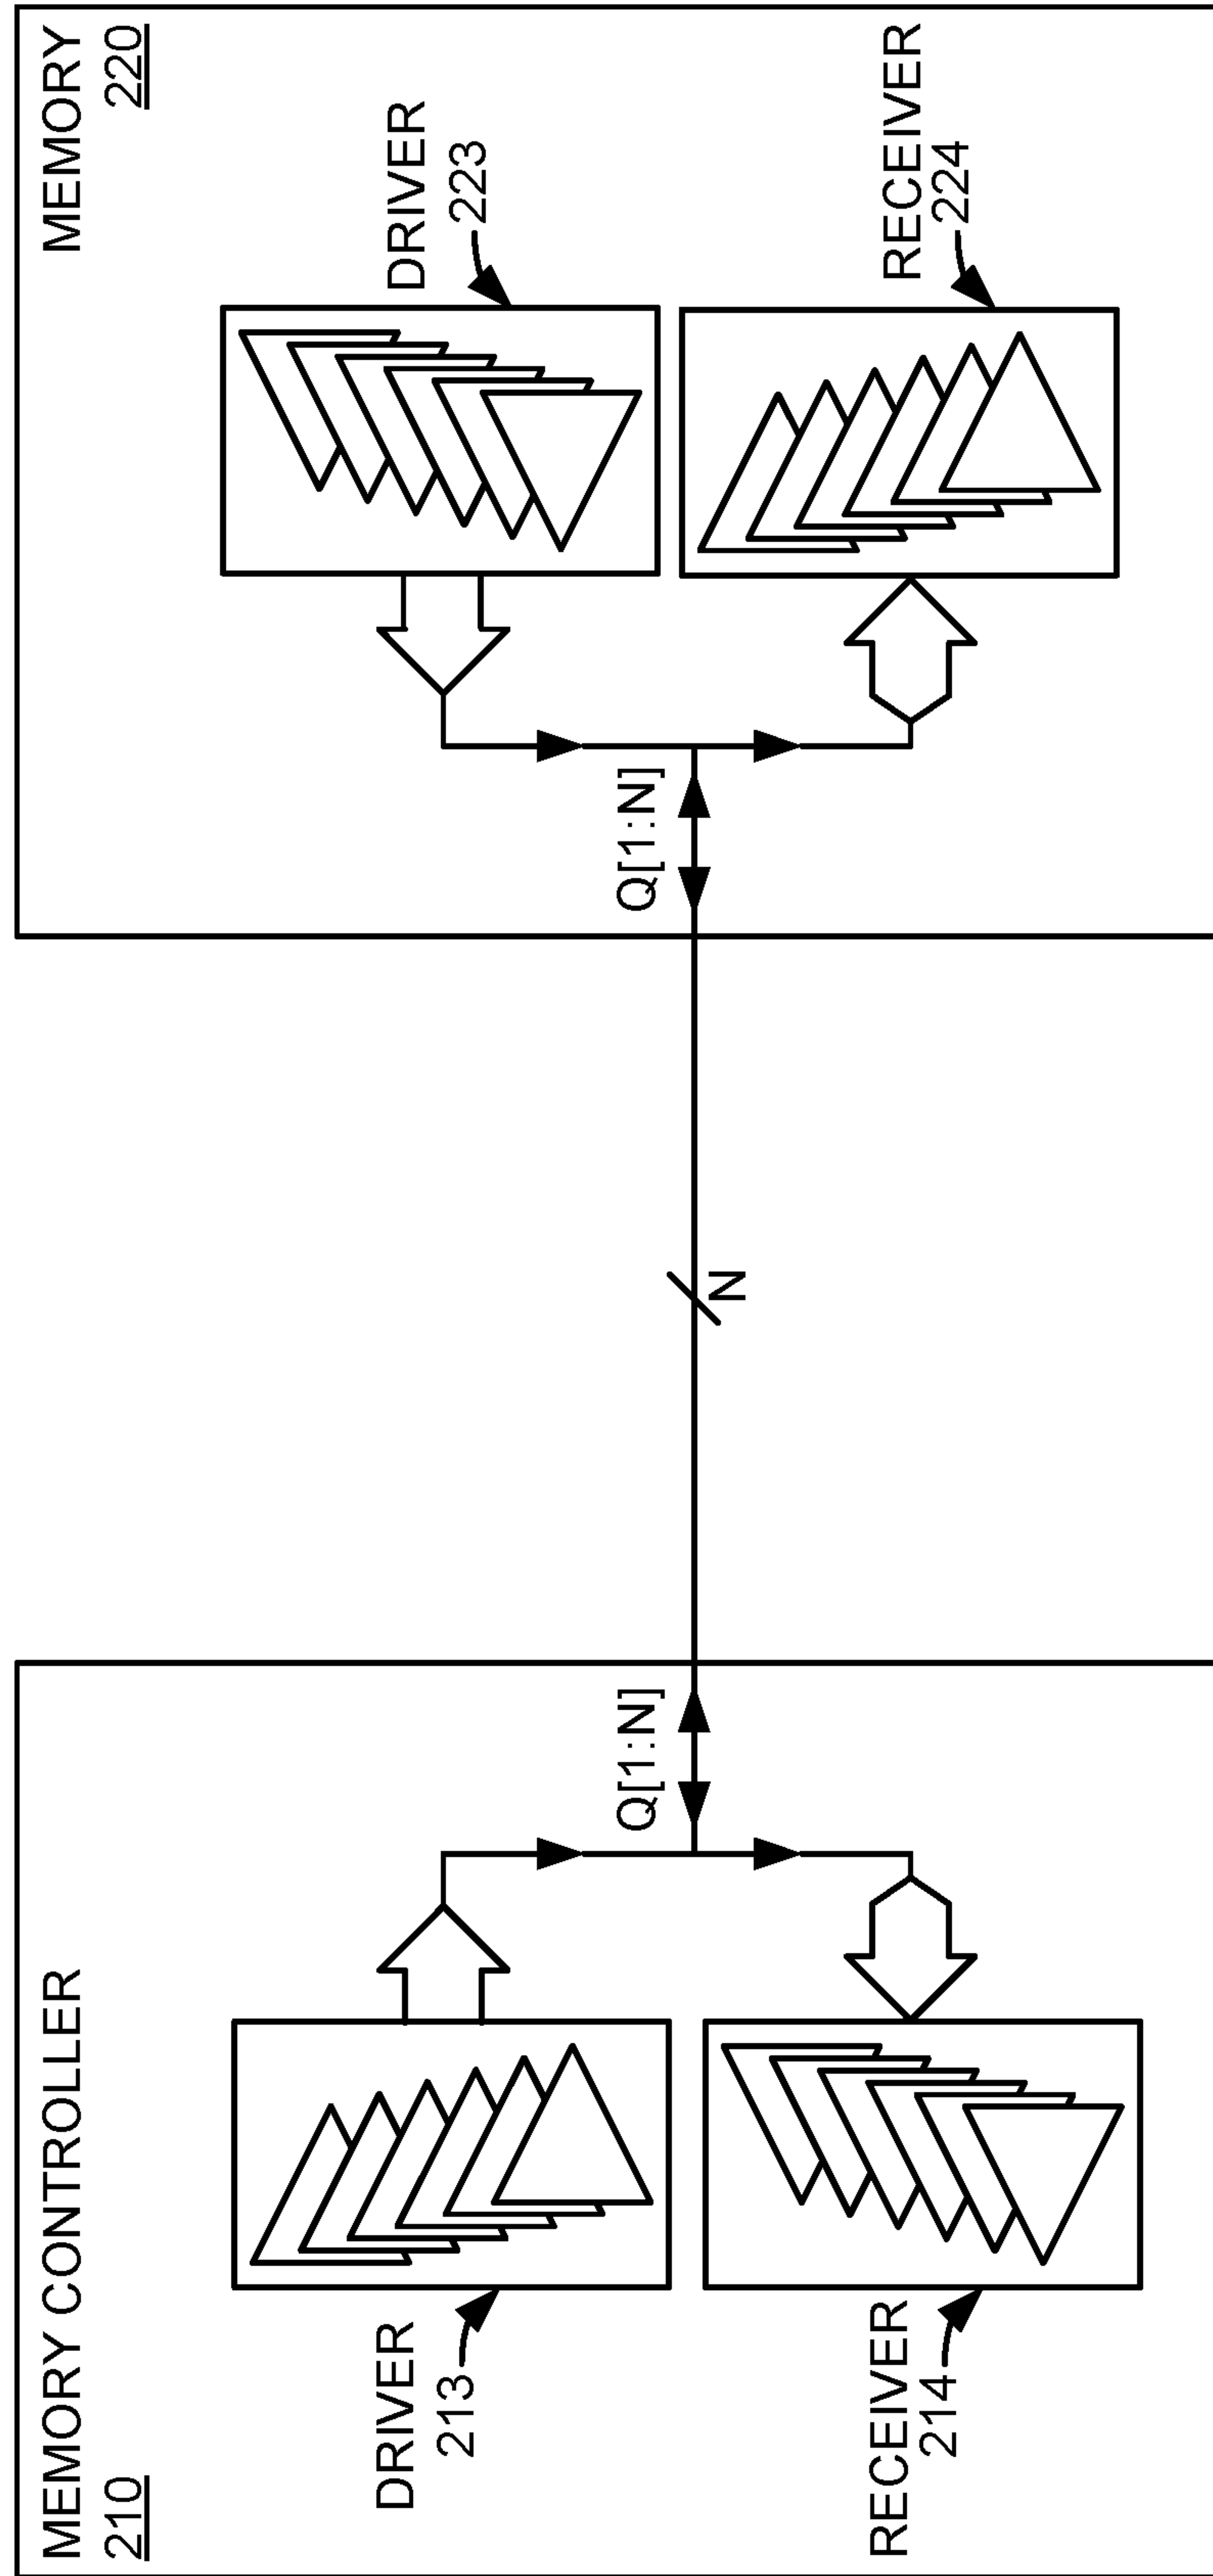 MEMORY CONTROLLER
210
DRIVER
213
RECEIVER
214
Q[1:N]
N
Q[1:N]
MEMORY
220
DRIVER
223
RECEIVER
224